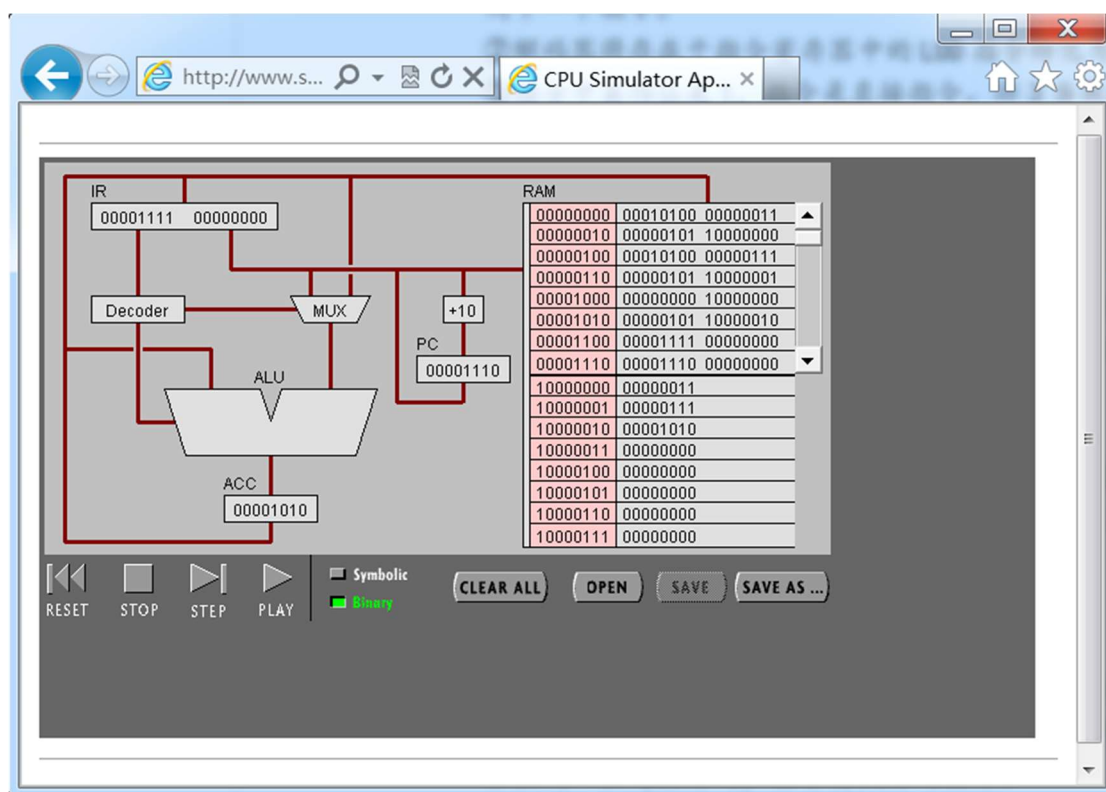 http://www.s...
CPU Simulator Ap...
IR
00001111 00000000
Decoder
MUX
+10
PC
00001110
ALU
ACC
00001010
RAM
00000000 00010100 00000011
00000010 00000101 10000000
00000100 00010100 00000111
00000110 00000101 10000001
00001000 00000000 10000000
00001010 00000101 10000010
00001100 00001111 00000000
00001110 00001110 00000000
10000000 00000011
10000001 00000111
10000010 00001010
10000011 00000000
10000100 00000000
10000101 00000000
10000110 00000000
10000111 00000000
RESET STOP STEP PLAY
Symbolic
Binary
CLEAR ALL OPEN SAVE SAVE AS ...